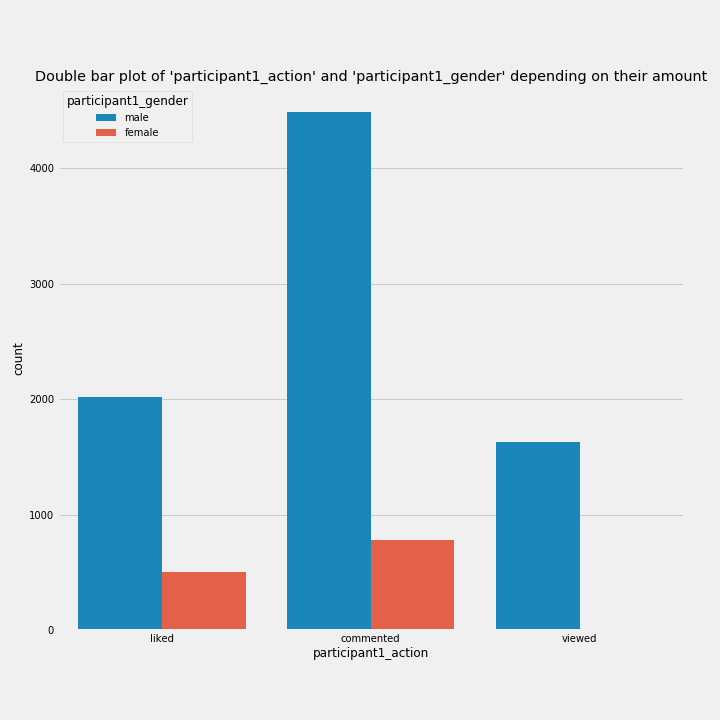 Double bar plot of 'participant1_action' and 'participant1_gender' depending on their amount
participant1_gender
male
female
4000
3000
count
2000
1000
0
liked commented viewed
participant1_action